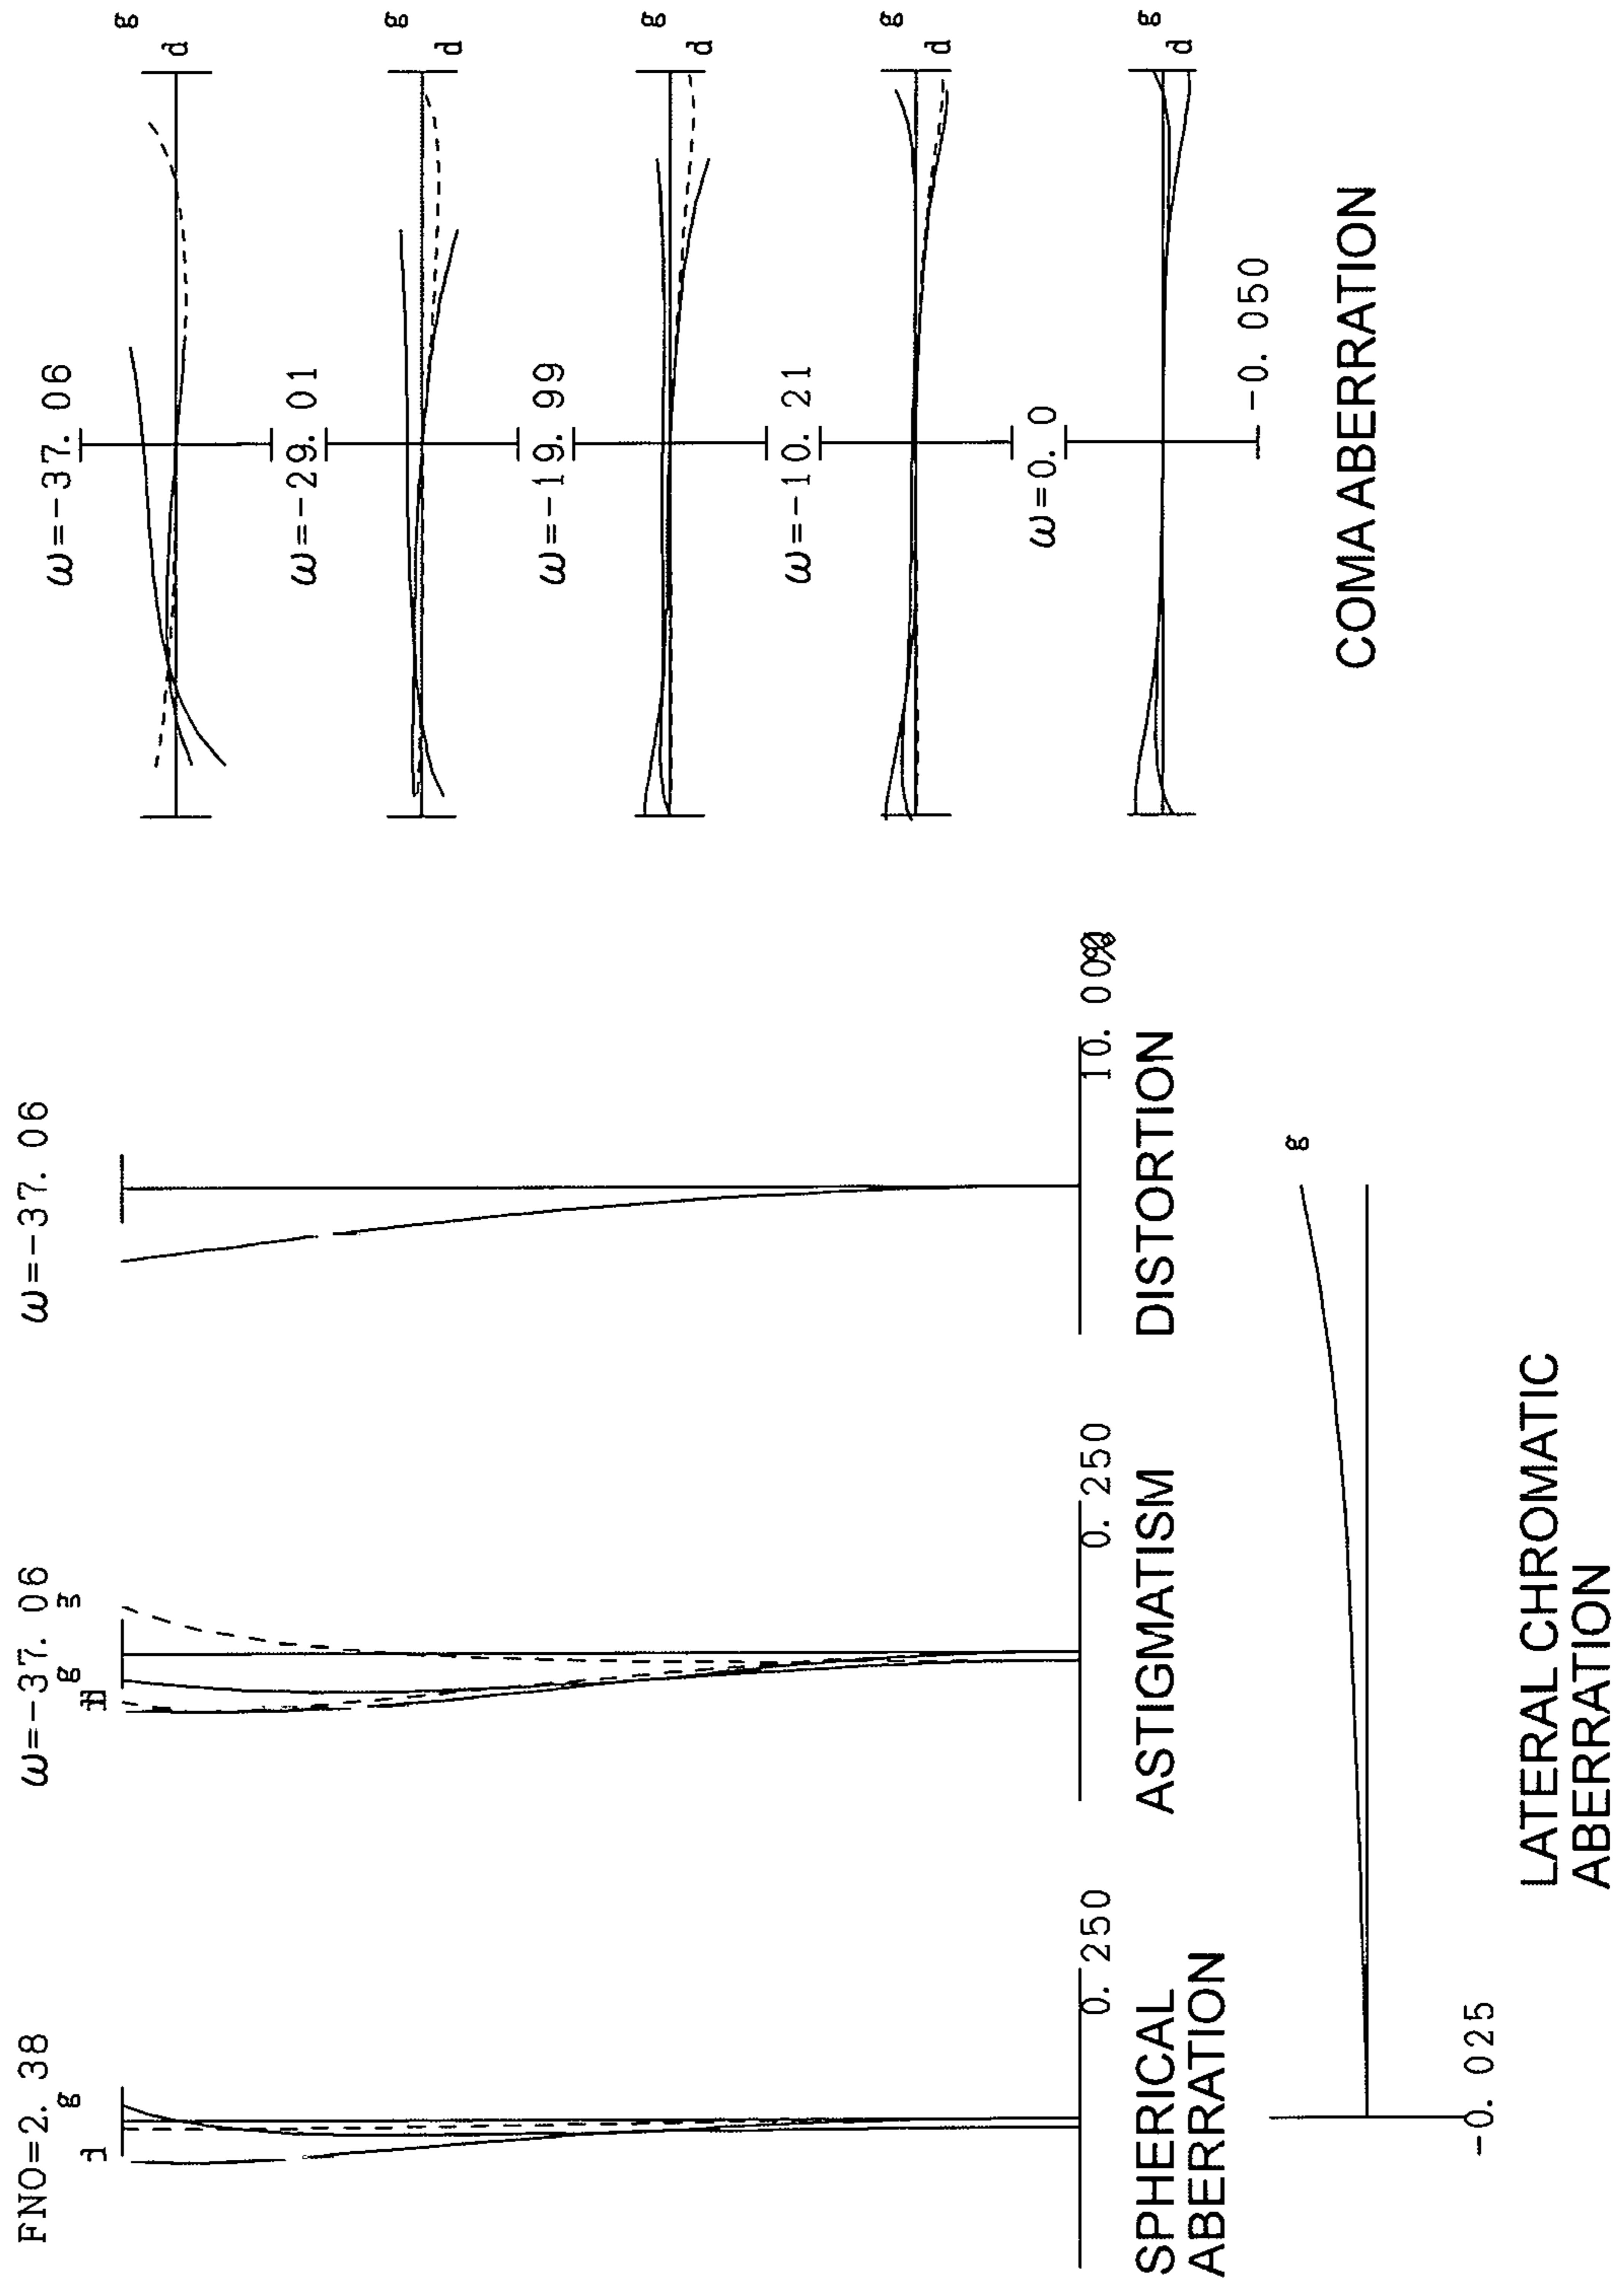 FNO=2. 38
d
g
0. 250
SPHERICAL
ABERRATION
ω=-37. 06
d
g
g
0. 250
ASTIGMATISM
ω=-37. 06
10. 00%
DISTORTION
g
-0. 025
LATERAL CHROMATIC
ABERRATION
ω=-37. 06
g
d
ω=-29. 01
g
d
ω=-19. 99
g
d
ω=-10. 21
g
d
ω=0. 0
g
d
-0. 050
COMA ABERRATION